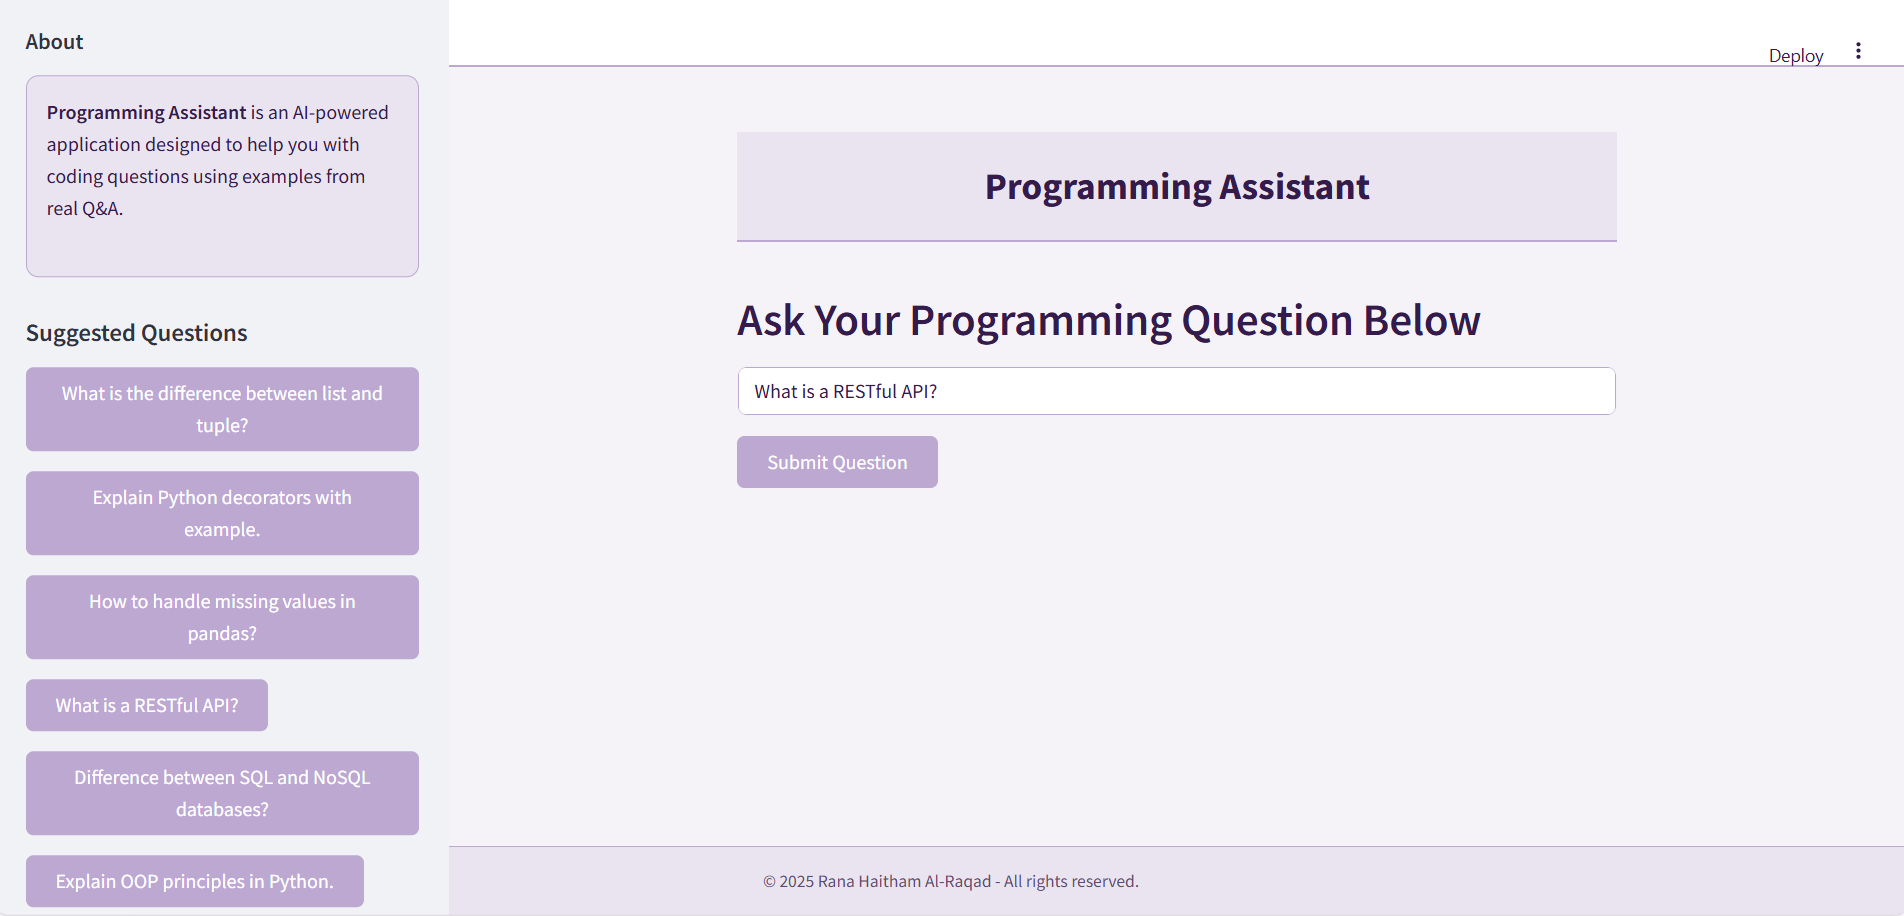 About
Programming Assistant is an AI-powered
application designed to help you with
coding questions using examples from
real Q&A.
Suggested Questions
What is the difference between list and
tuple?
Explain Python decorators with
example.
How to handle missing values in
pandas?
What is a RESTful API?
Difference between SQL and NoSQL
databases?
Explain OOP principles in Python.
Deploy
Programming Assistant
Ask Your Programming Question Below
What is a RESTful API?
Submit Question
© 2025 Rana Haitham Al-Raqad - All rights reserved.